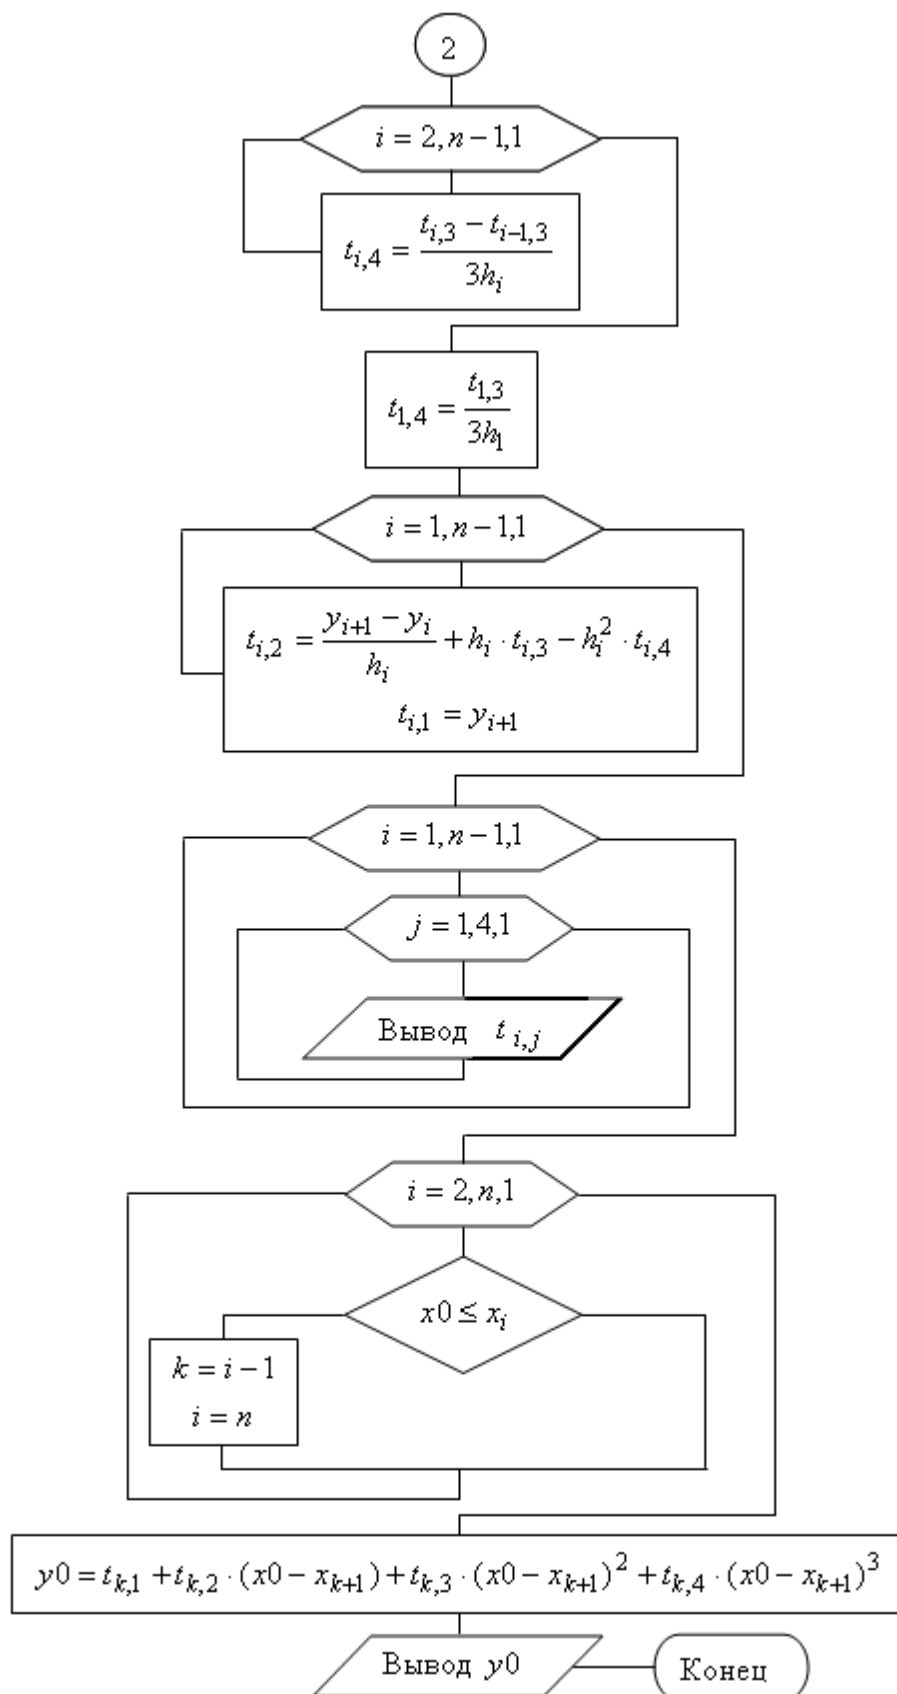 2
i = 2, n − 1,1
t_{i,4} = \frac{t_{i,3} − t_{i−1,3}}{3h_i}
t_{1,4} = \frac{t_{1,3}}{3h_1}
i = 1, n − 1,1
t_{i,2} = \frac{y_{i+1} − y_i}{h_i} + h_i · t_{i,3} − h_i^2 · t_{i,4}
t_{i,1} = y_{i+1}
i = 1, n − 1,1
j = 1,4,1
Вывод t_{i,j}
i = 2, n,1
x0 ≤ x_i
k = i − 1
i = n
y0 = t_{k,1} + t_{k,2} · (x0 − x_{k+1}) + t_{k,3} · (x0 − x_{k+1})^2 + t_{k,4} · (x0 − x_{k+1})^3
Вывод y0
Конец